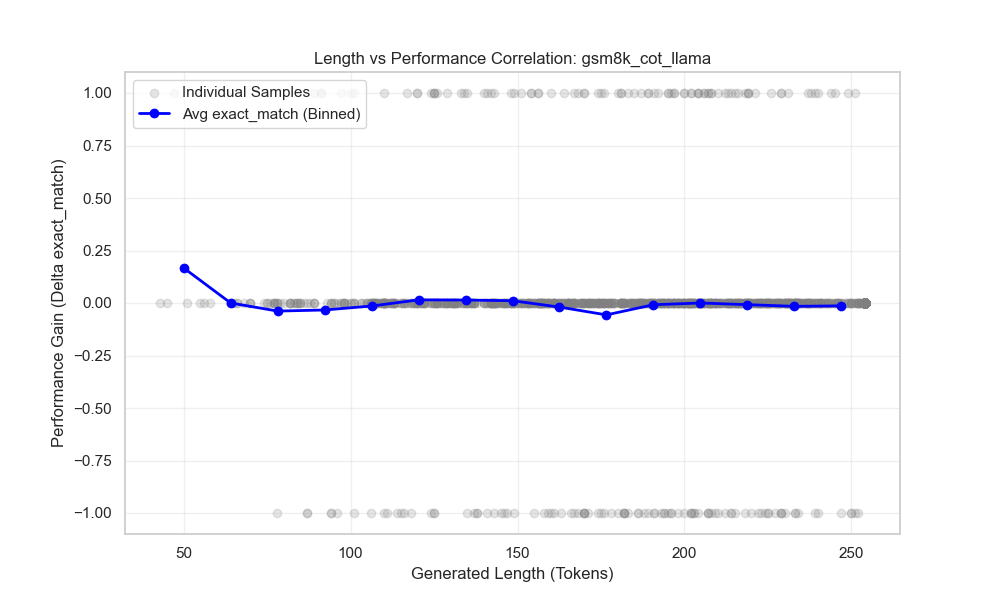 Length vs Performance Correlation: gsm8k_cot_llama
Individual Samples
Avg exact_match (Binned)
Performance Gain (Delta exact_match)
1.00
0.75
0.50
0.25
0.00
−0.25
−0.50
−0.75
−1.00
50 100 150 200 250
Generated Length (Tokens)